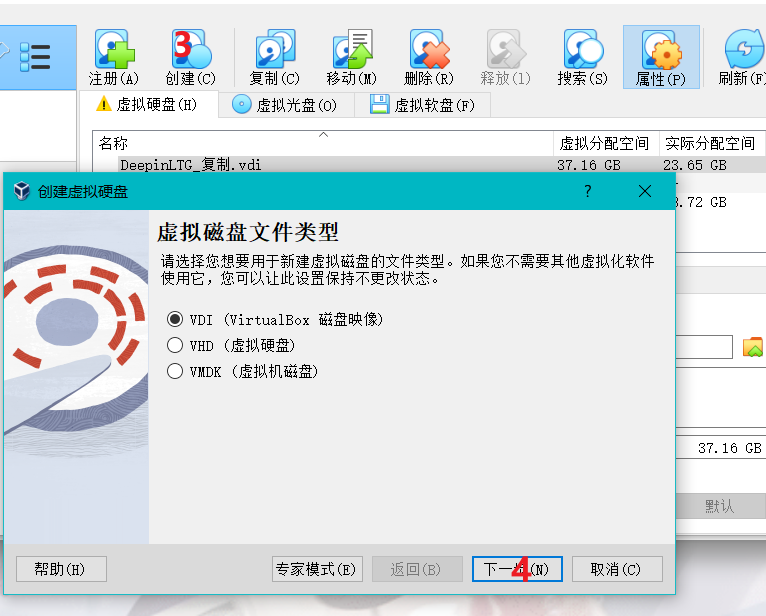 注册(A) 创建(C) 复制(C) 移动(M) 删除(R) 释放(l) 搜索(S) 属性(P) 刷新(F)
3
虚拟硬盘(H) 虚拟光盘(O) 虚拟软盘(F)
名称 虚拟分配空间 实际分配空间
DeepinLTG_复制.vdi 37.16 GB 23.65 GB
.72 GB
创建虚拟硬盘 ?
虚拟磁盘文件类型
请选择您想要用于新建虚拟磁盘的文件类型。如果您不需要其他虚拟化软件
使用它，您可以让此设置保持不更改状态。
VDI (VirtualBox 磁盘映像)
VHD (虚拟硬盘)
VMDK (虚拟机磁盘)
37.16 GB
默认
帮助(H) 专家模式(E) 返回(B) 下一步(N) 取消(C)
4